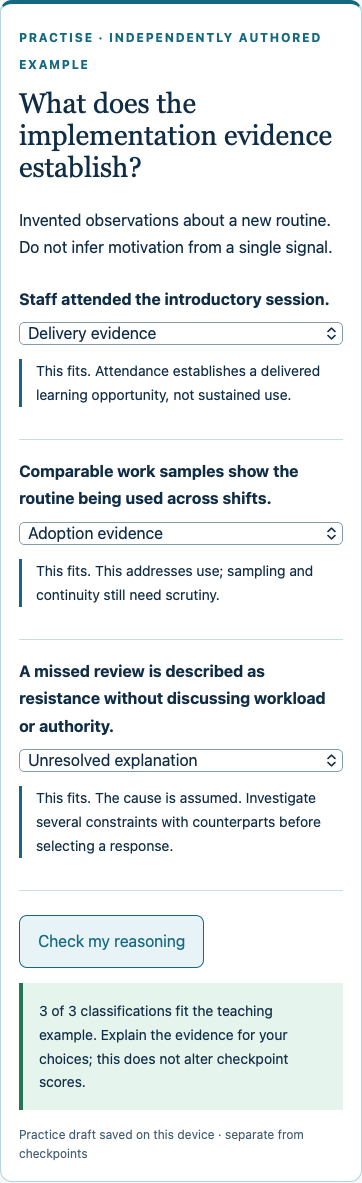 PRACTISE · INDEPENDENTLY AUTHORED
EXAMPLE
What does the
implementation evidence
establish?
Invented observations about a new routine.
Do not infer motivation from a single signal.
Staff attended the introductory session.
Delivery evidence
This fits. Attendance establishes a delivered
learning opportunity, not sustained use.
Comparable work samples show the
routine being used across shifts.
Adoption evidence
This fits. This addresses use; sampling and
continuity still need scrutiny.
A missed review is described as
resistance without discussing workload
or authority.
Unresolved explanation
This fits. The cause is assumed. Investigate
several constraints with counterparts before
selecting a response.
Check my reasoning
3 of 3 classifications fit the teaching
example. Explain the evidence for your
choices; this does not alter checkpoint
scores.
Practice draft saved on this device · separate from
checkpoints